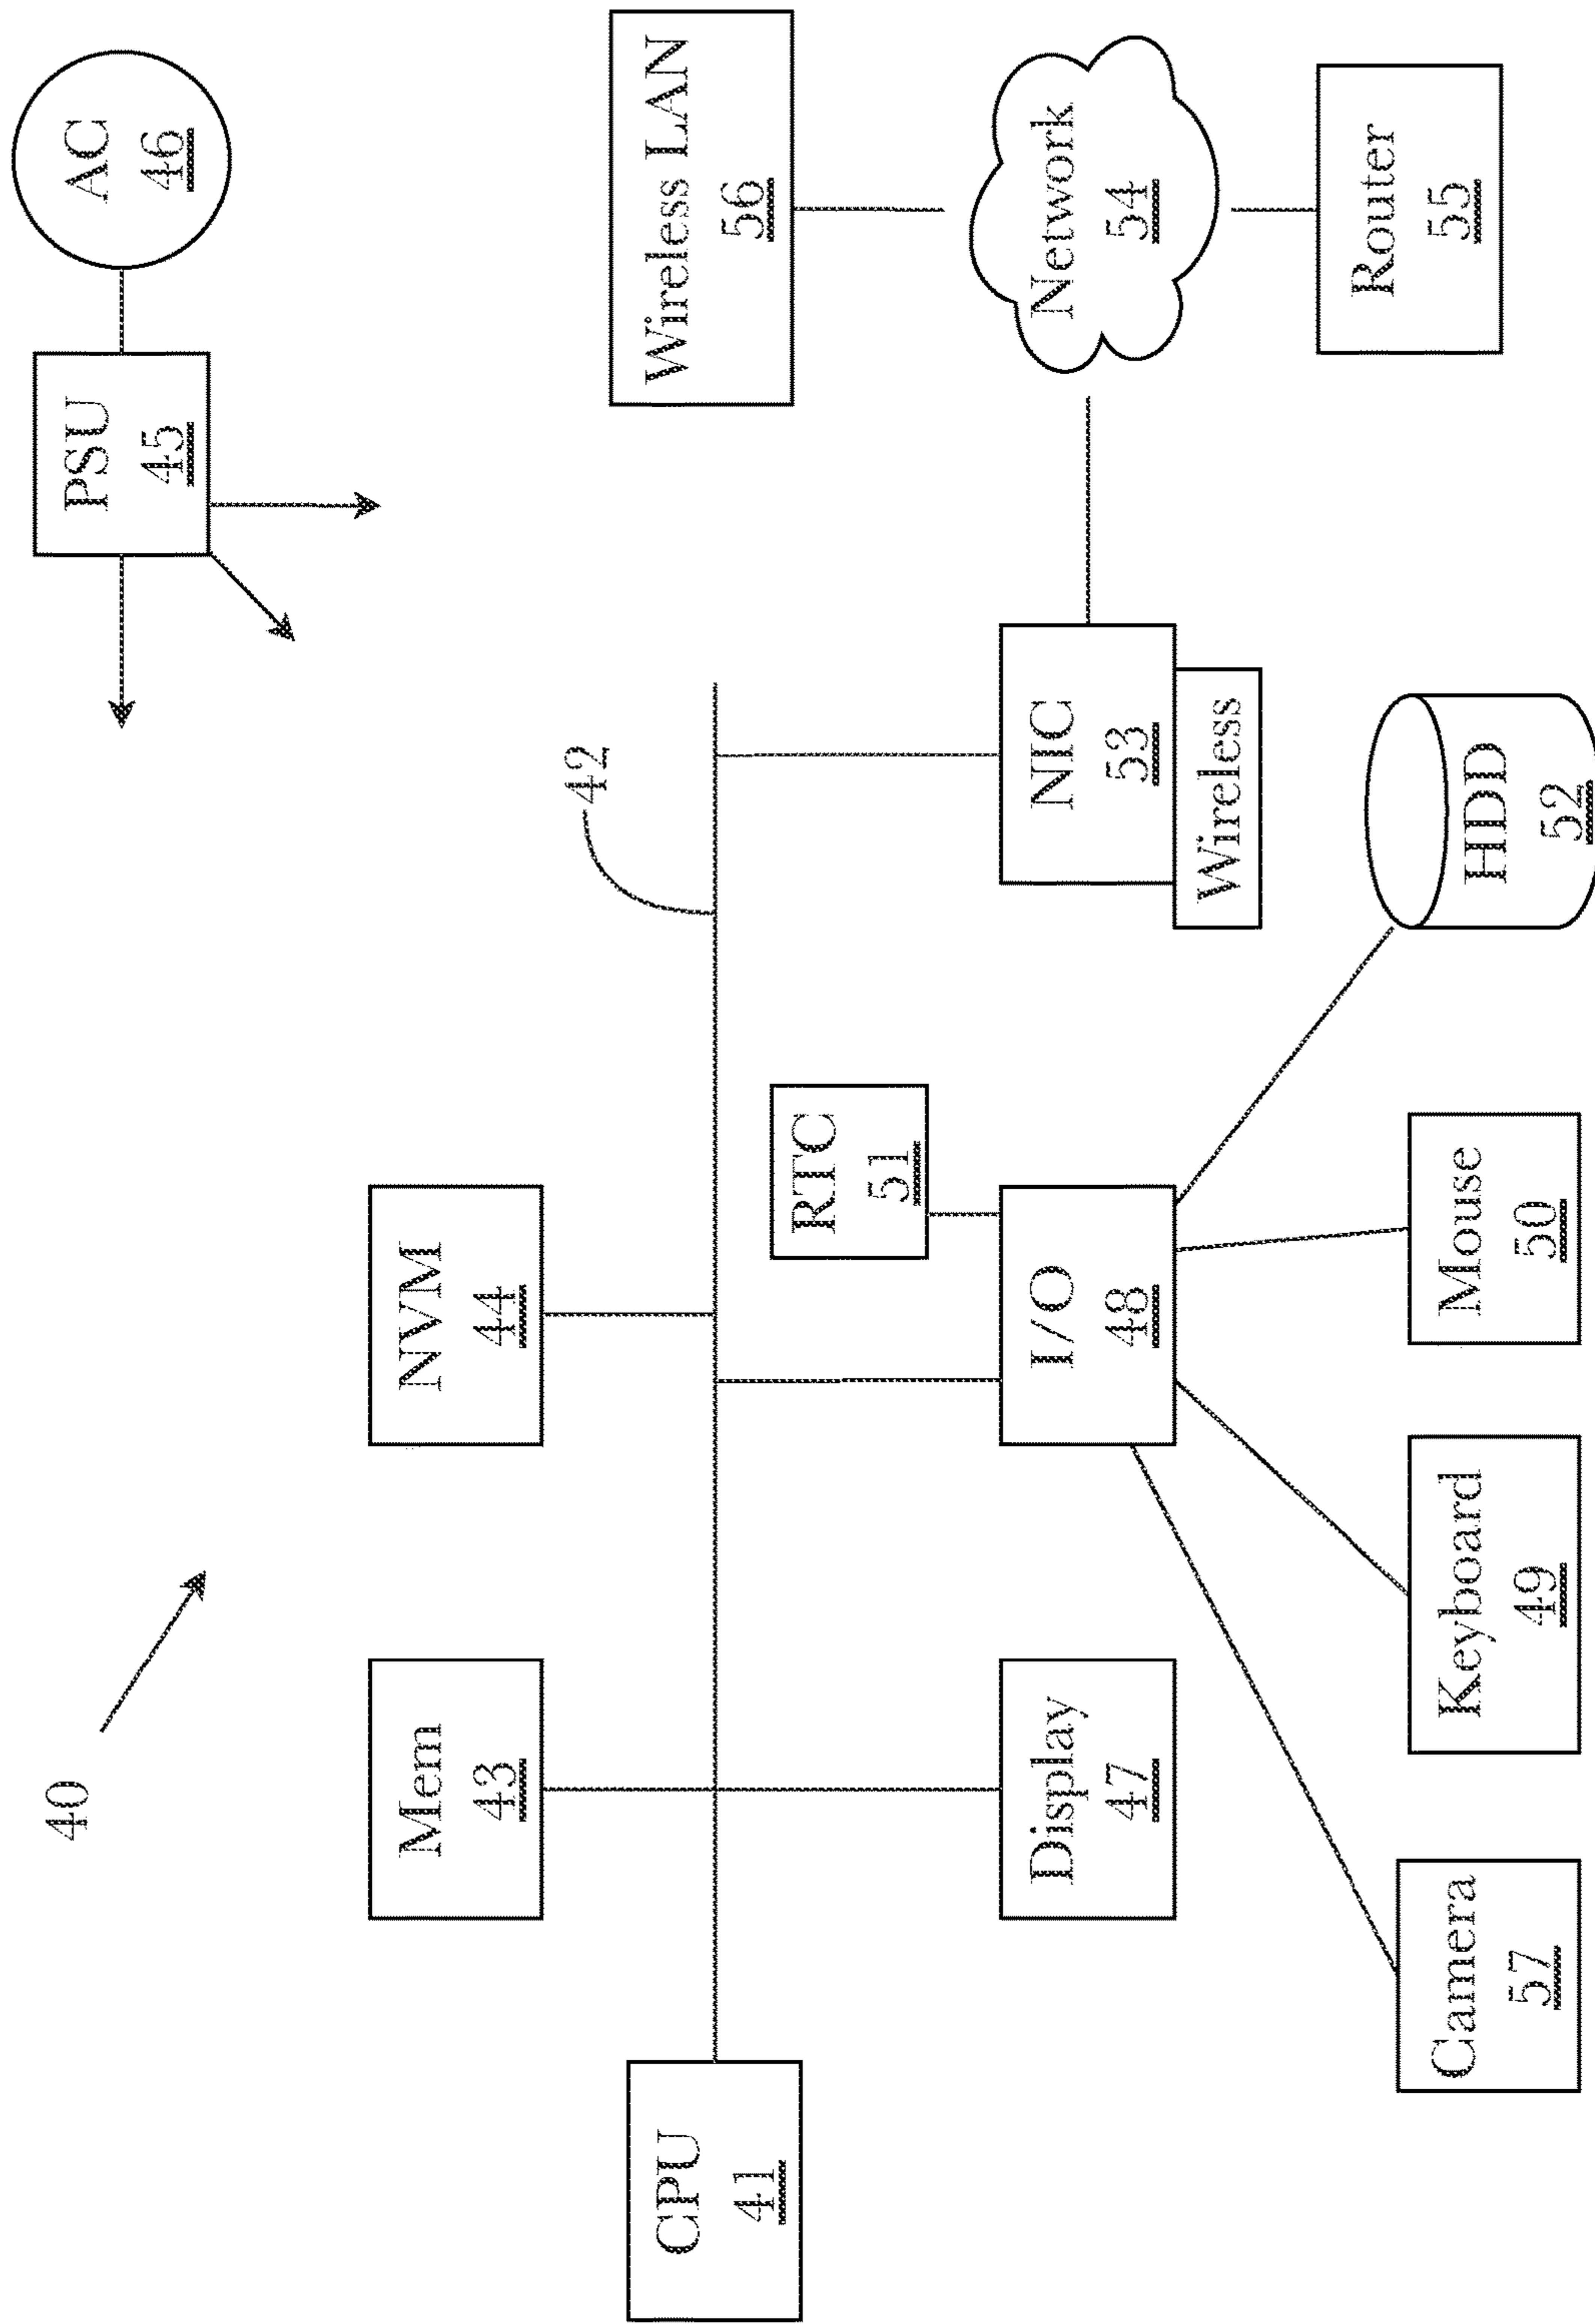 40
AC
46
PSU
45
Mem
43
NVM
44
42
Wireless LAN
56
CPU
41
RTC
51
Display
47
I/O
48
NIC
53
Wireless
Network
54
Camera
57
Keyboard
49
Mouse
50
HDD
52
Router
55